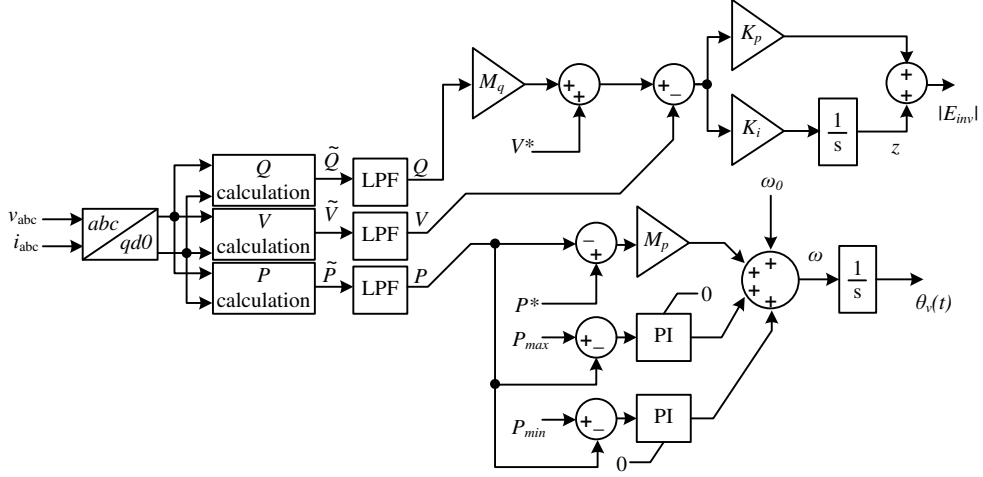 v_abc
i_abc
abc
qd0
Q
calculation
V
calculation
P
calculation
Q̃
Ṽ
P̃
LPF
LPF
LPF
Q
V
P
M_q
+
+
V*
+
−
K_p
K_i
1
s
z
+
+
|E_inv|
−
+
P*
M_p
P_max
+
−
PI
0
P_min
+
−
PI
0
ω_0
+
+
+
+
ω
1
s
θ_v(t)